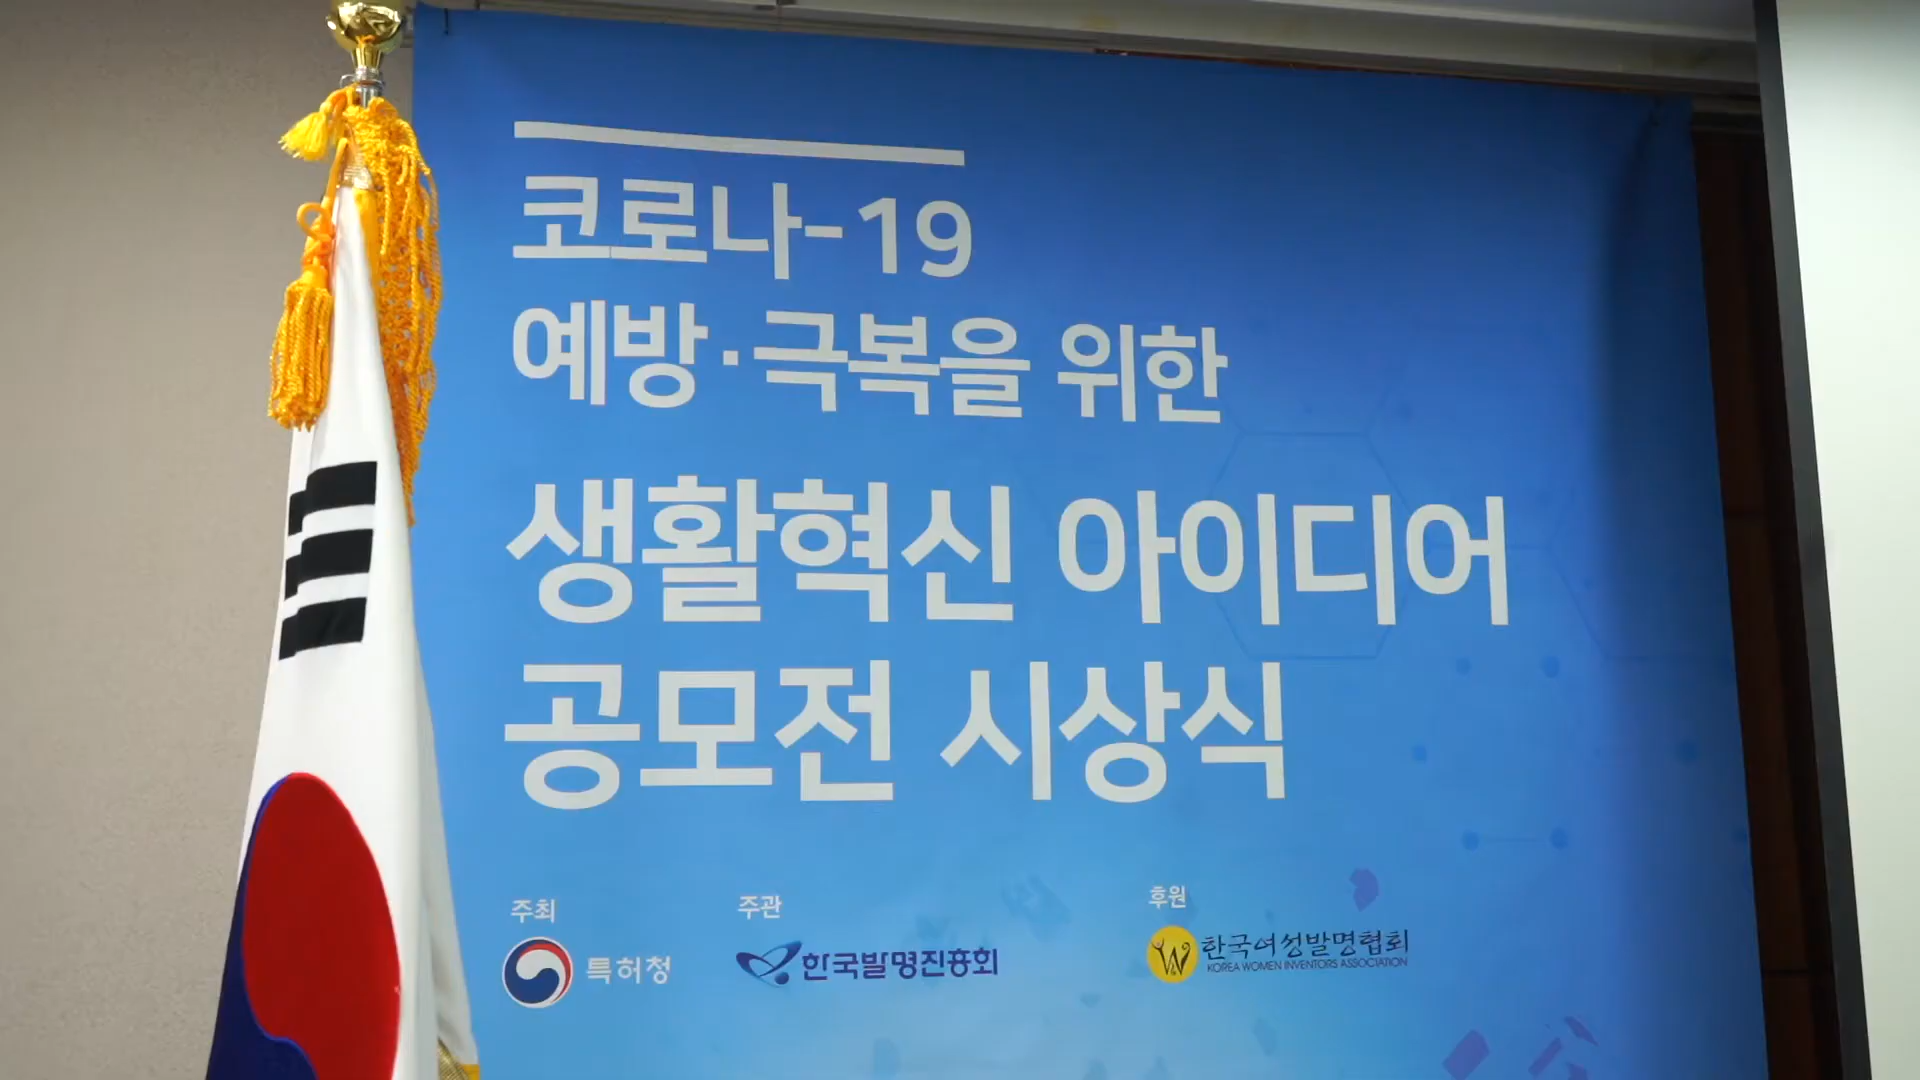 코로나-19
예방·극복을 위한
생활혁신 아이디어
공모전 시상식
주최
특허청
주관
한국발명진흥회
후원
한국여성발명협회
KOREA WOMEN INVENTORS ASSOCIATION